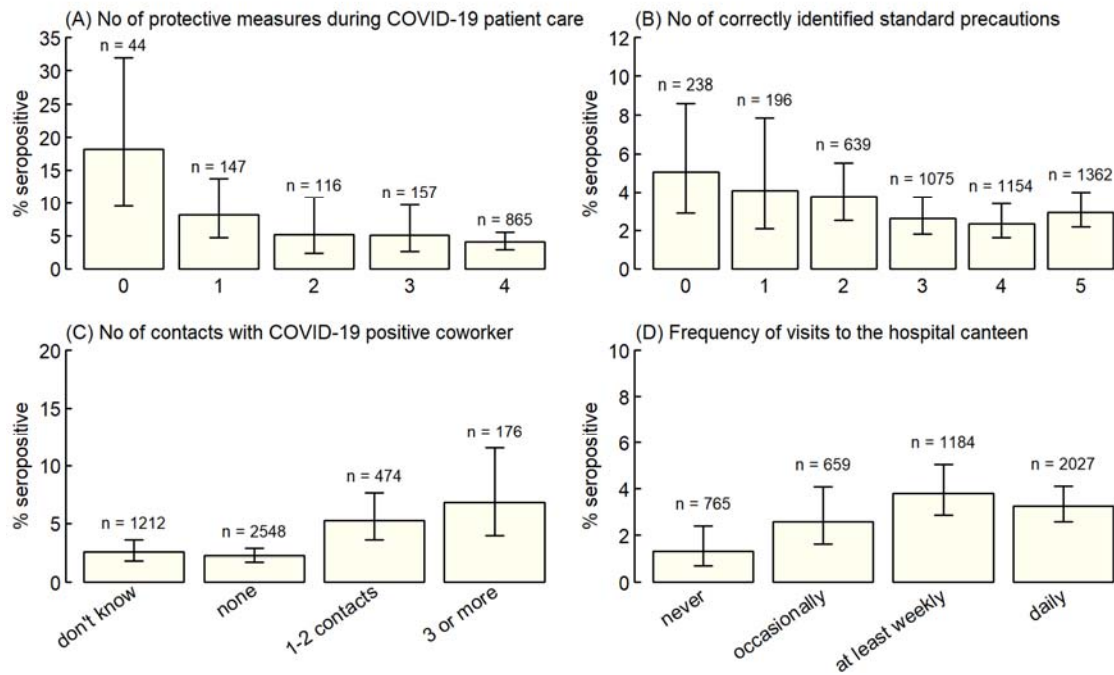 (A) No of protective measures during COVID-19 patient care
35
30
25
20
15
10
5
0
% seropositive
n = 44
n = 147
n = 116
n = 157
n = 865
0 1 2 3 4
(B) No of correctly identified standard precautions
12
10
8
6
4
2
0
% seropositive
n = 238
n = 196
n = 639
n = 1075
n = 1154
n = 1362
0 1 2 3 4 5
(C) No of contacts with COVID-19 positive coworker
20
15
10
5
0
% seropositive
n = 1212
n = 2548
n = 474
n = 176
don't know
none
1-2 contacts
3 or more
(D) Frequency of visits to the hospital canteen
10
8
6
4
2
0
% seropositive
n = 765
n = 659
n = 1184
n = 2027
never
occasionally
at least weekly
daily